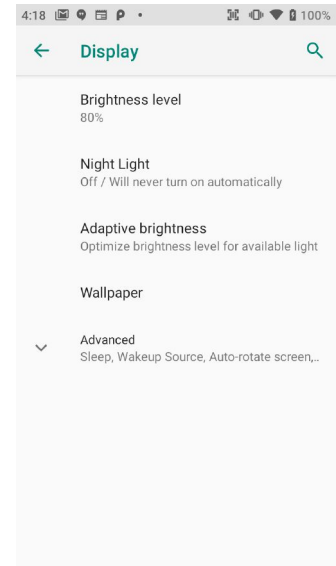 4:18
100%
Display
Brightness level
80%
Night Light
Off / Will never turn on automatically
Adaptive brightness
Optimize brightness level for available light
Wallpaper
Advanced
Sleep, Wakeup Source, Auto-rotate screen,..